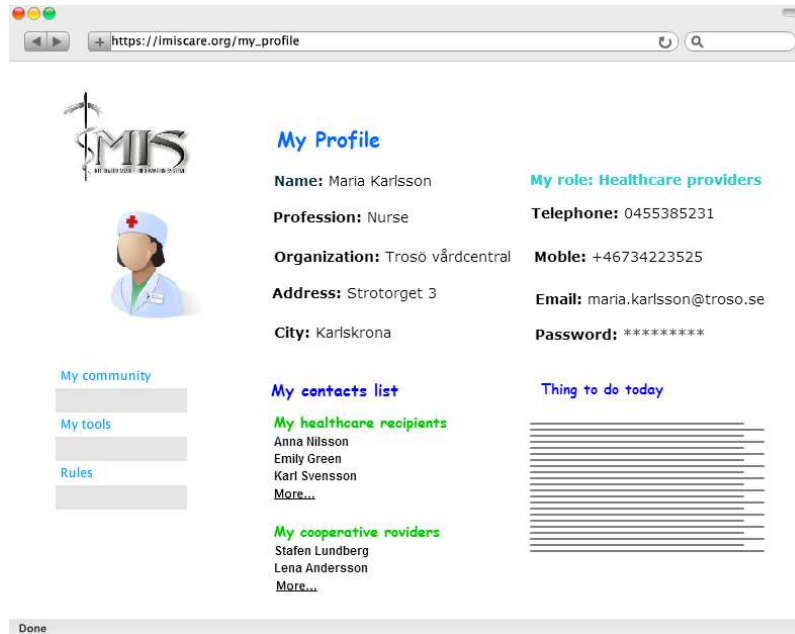 https://imiscare.org/my_profile
IMIS
My Profile
Name: Maria Karlsson
My role: Healthcare providers
Profession: Nurse
Telephone: 0455385231
Organization: Trosö vårdcentral
Moble: +46734223525
Address: Strotorget 3
Email: maria.karlsson@troso.se
City: Karlskrona
Password: *********
My community
My tools
Rules
My contacts list
My healthcare recipients
Anna Nilsson
Emily Green
Karl Svensson
More...
My cooperative roviders
Stafen Lundberg
Lena Andersson
More...
Thing to do today
Done